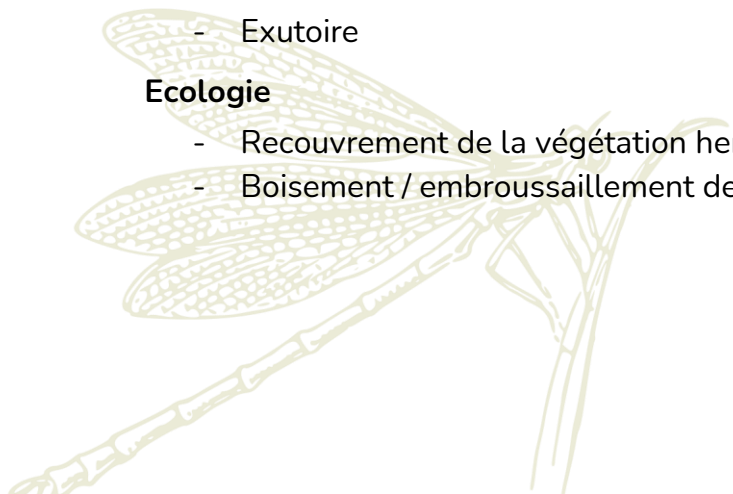 - Exutoire
Ecologie
- Recouvrement de la végétation
- Boisement / embroussaillement